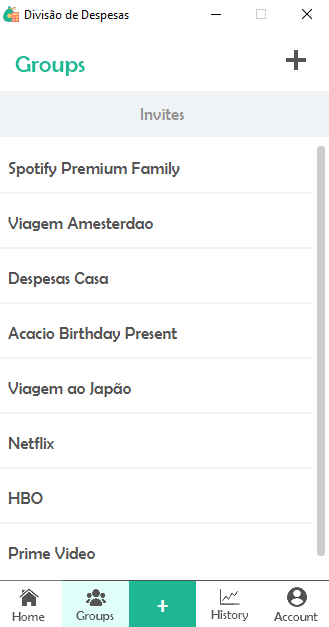 Divisão de Despesas
Groups
Invites
Spotify Premium Family
Viagem Amesterdao
Despesas Casa
Acacio Birthday Present
Viagem ao Japão
Netflix
HBO
Prime Video
Home
Groups
+
History
Account